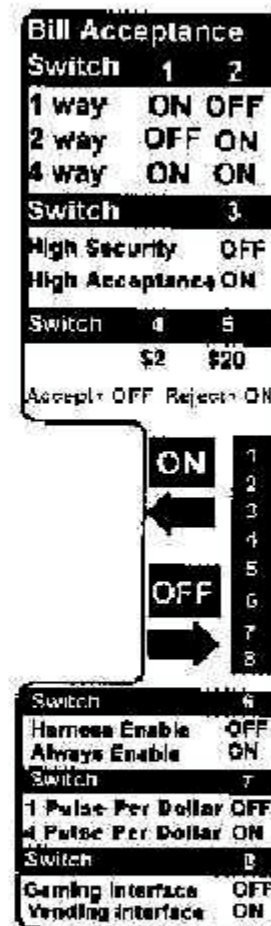 Bill Acceptance
Switch 1 2
1 way ON OFF
2 way OFF ON
4 way ON ON
Switch 3
High Security OFF
High Acceptance ON
Switch 4 5
$2 $20
Accept= OFF Reject= ON
ON
1
2
3
4
5
OFF
6
7
8
Switch 6
Harness Enable OFF
Always Enable ON
Switch 7
1 Pulse Per Dollar OFF
4 Pulse Per Dollar ON
Switch 8
Gaming Interface OFF
Vending Interface ON